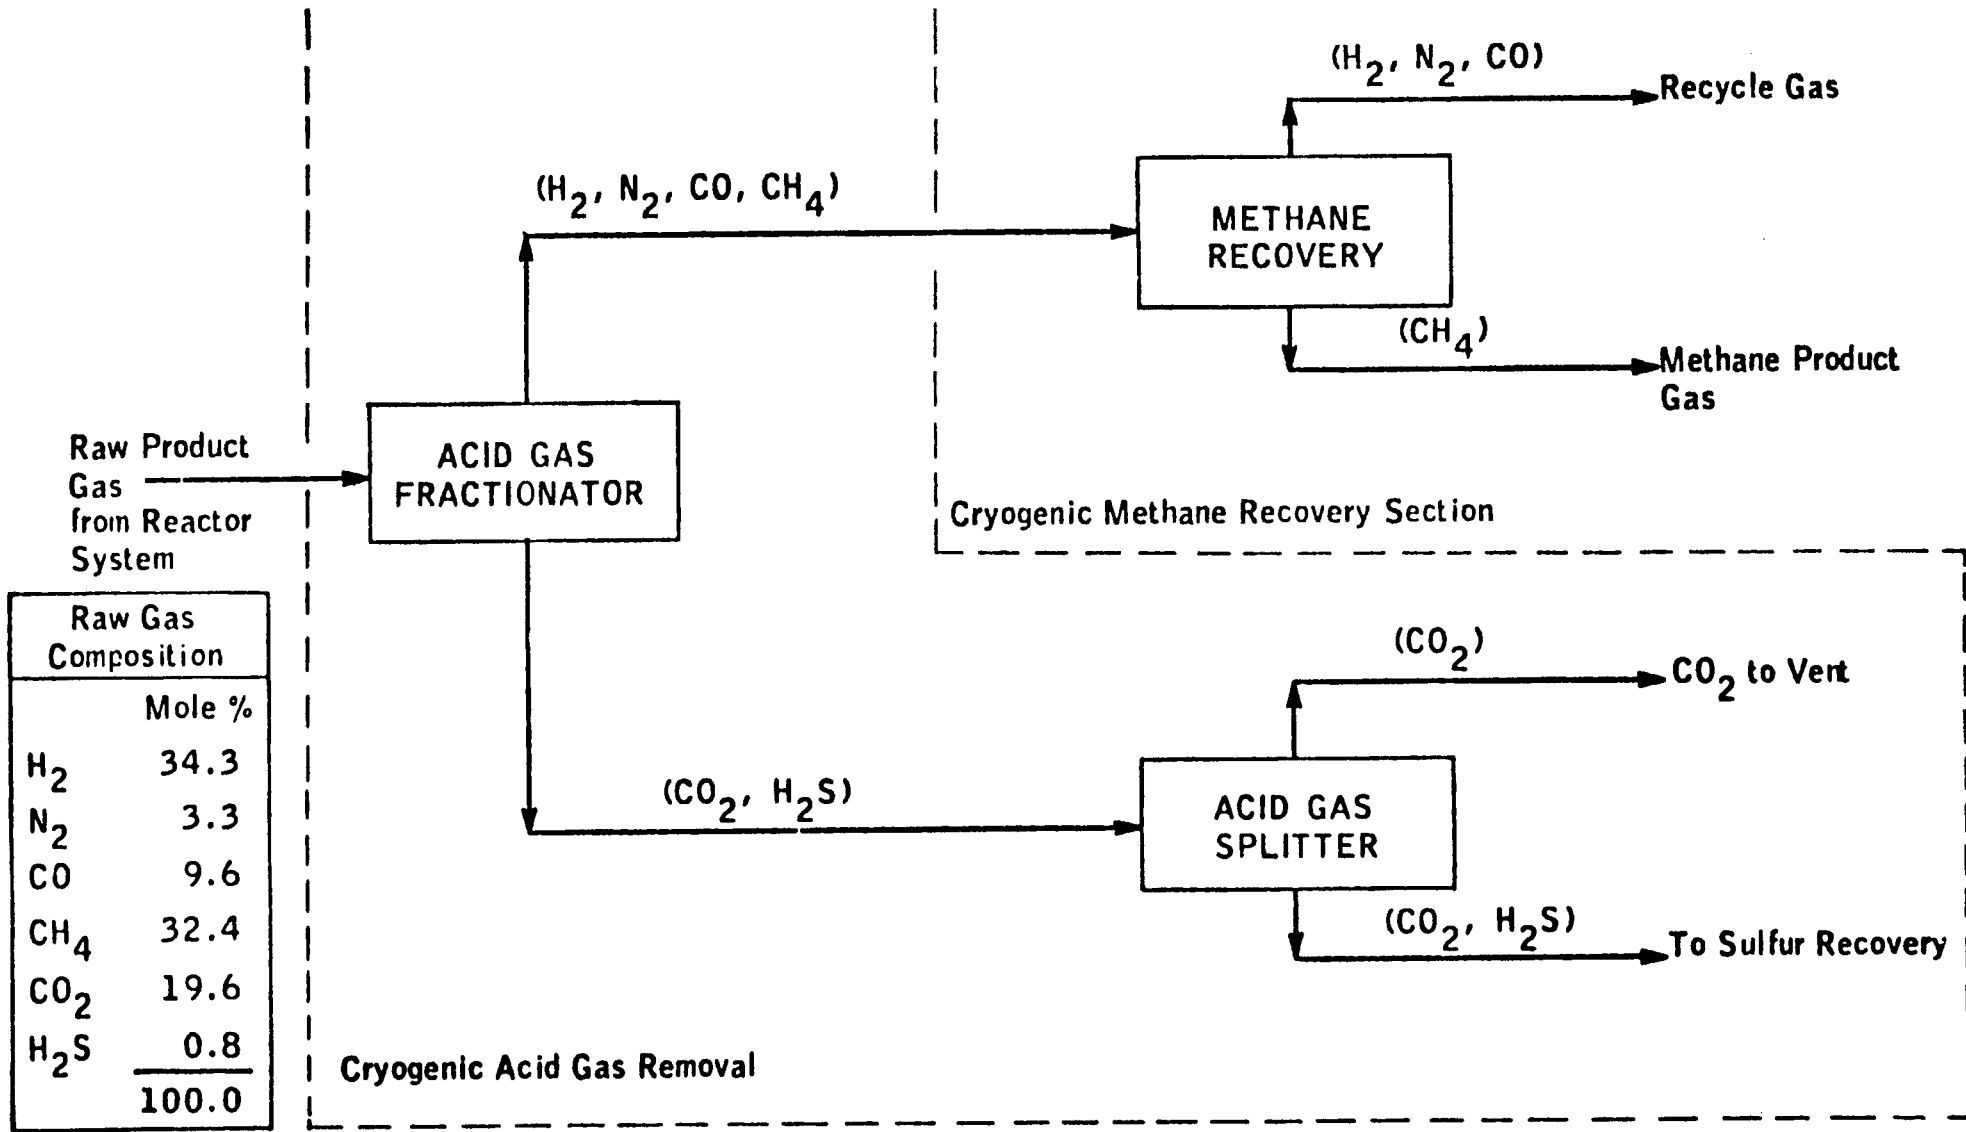 (H2, N2, CO)
Recycle Gas
(H2, N2, CO, CH4)
METHANE
RECOVERY
(CH4)
Methane Product
Gas
Raw Product
Gas
from Reactor
System
ACID GAS
FRACTIONATOR
Cryogenic Methane Recovery Section
Raw Gas
Composition
Mole %
H2 34.3
N2 3.3
CO 9.6
CH4 32.4
CO2 19.6
H2S 0.8
100.0
(CO2)
CO2 to Vent
(CO2, H2S)
ACID GAS
SPLITTER
(CO2, H2S)
To Sulfur Recovery
Cryogenic Acid Gas Removal